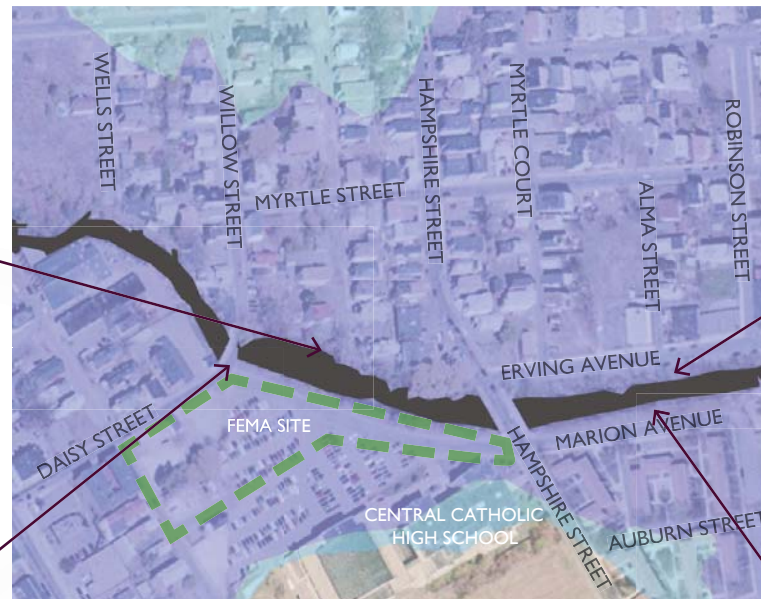 WELLS STREET
WILLOW STREET
MYRTLE STREET
HAMPSHIRE STREET
MYRTLE COURT
ALMA STREET
ROBINSON STREET
ERVING AVENUE
DAISY STREET
FEMA SITE
MARION AVENUE
HAMPSHIRE STREET
CENTRAL CATHOLIC
HIGH SCHOOL
AUBURN STREET